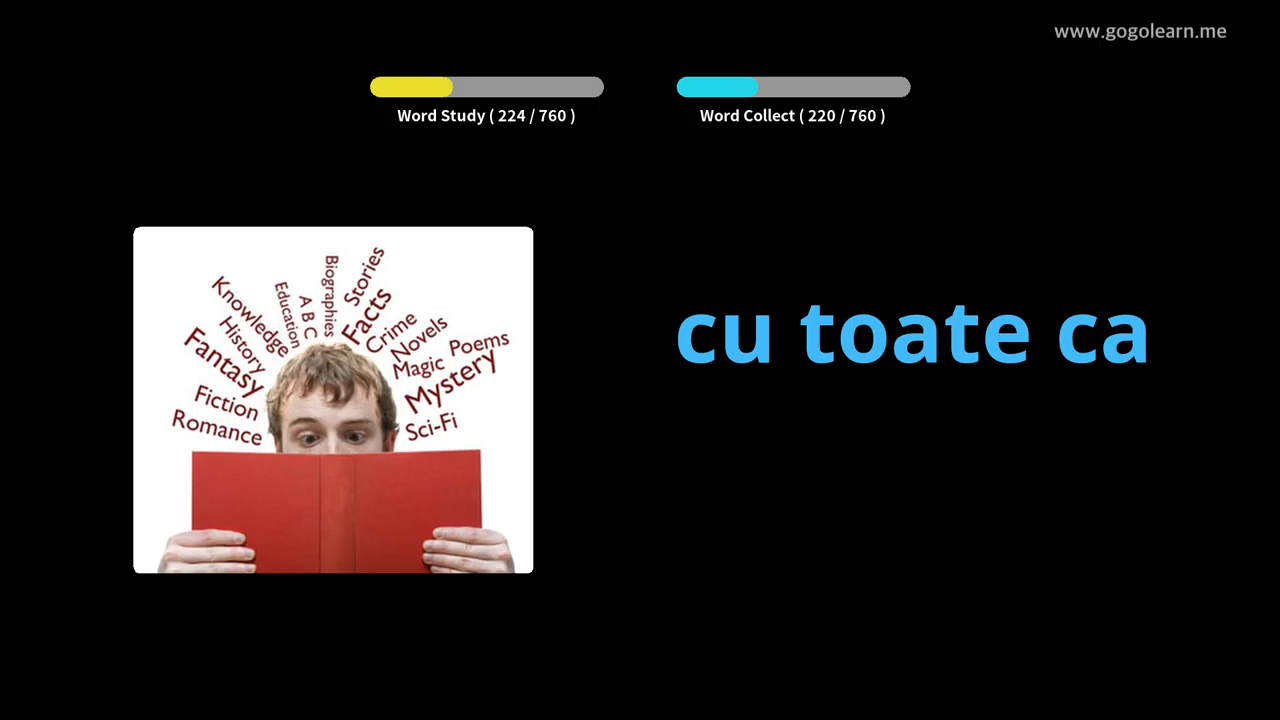 www.gogolearn.me
Word Study ( 224 / 760 )
Word Collect ( 220 / 760 )
cu toate ca
Biographies
Stories
Education
A B C
Facts
Knowledge
History
Crime
Novels
Fantasy
Magic
Poems
Mystery
Fiction
Romance
Sci-Fi